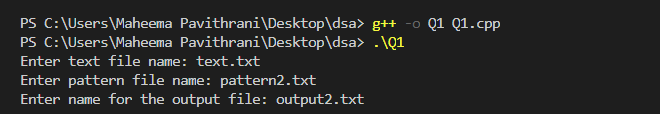 PS C:\Users\Maheema Pavithrani\Desktop\dsa> g++ -o Q1 Q1.cpp
PS C:\Users\Maheema Pavithrani\Desktop\dsa> .\Q1
Enter text file name: text.txt
Enter pattern file name: pattern2.txt
Enter name for the output file: output2.txt